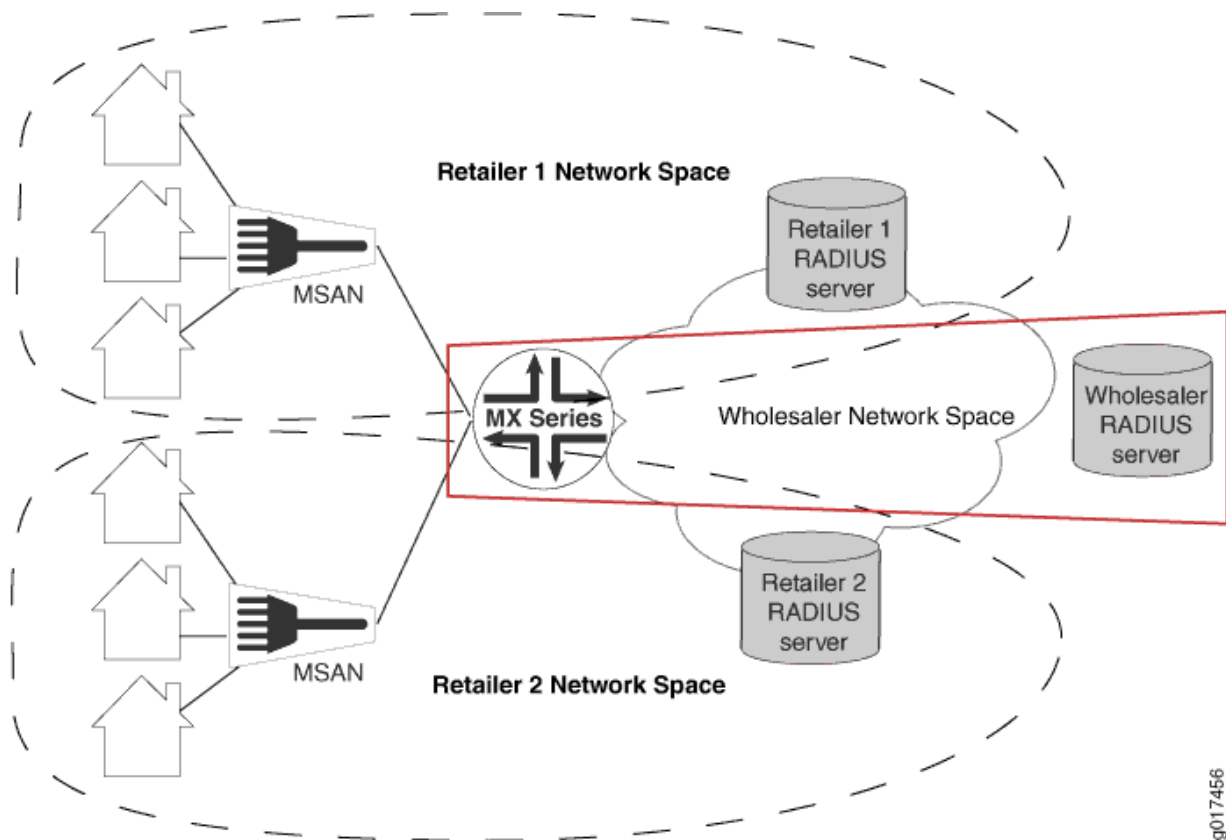 Retailer 1 Network Space
Retailer 1
RADIUS
server
MSAN
MX Series
Wholesaler Network Space
Wholesaler
RADIUS
server
Retailer 2
RADIUS
server
MSAN
Retailer 2 Network Space
g017456